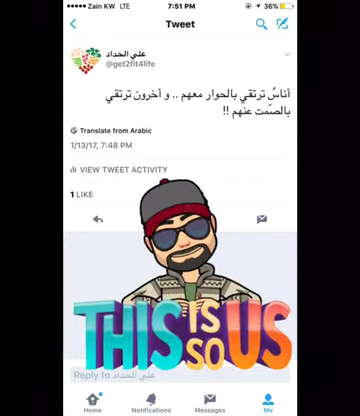 Zain KW LTE 7:51 PM 36%
Tweet
علي الحداد
@get2fit4life
أناسٌ ترتقي بالحوار معهم .. و أخرون ترتقي
بالصّمت عنهم !!
Translate from Arabic
1/13/17, 7:48 PM
VIEW TWEET ACTIVITY
1 LIKE
THIS IS SO US
Reply to علي الحداد
Home Notifications Messages Me